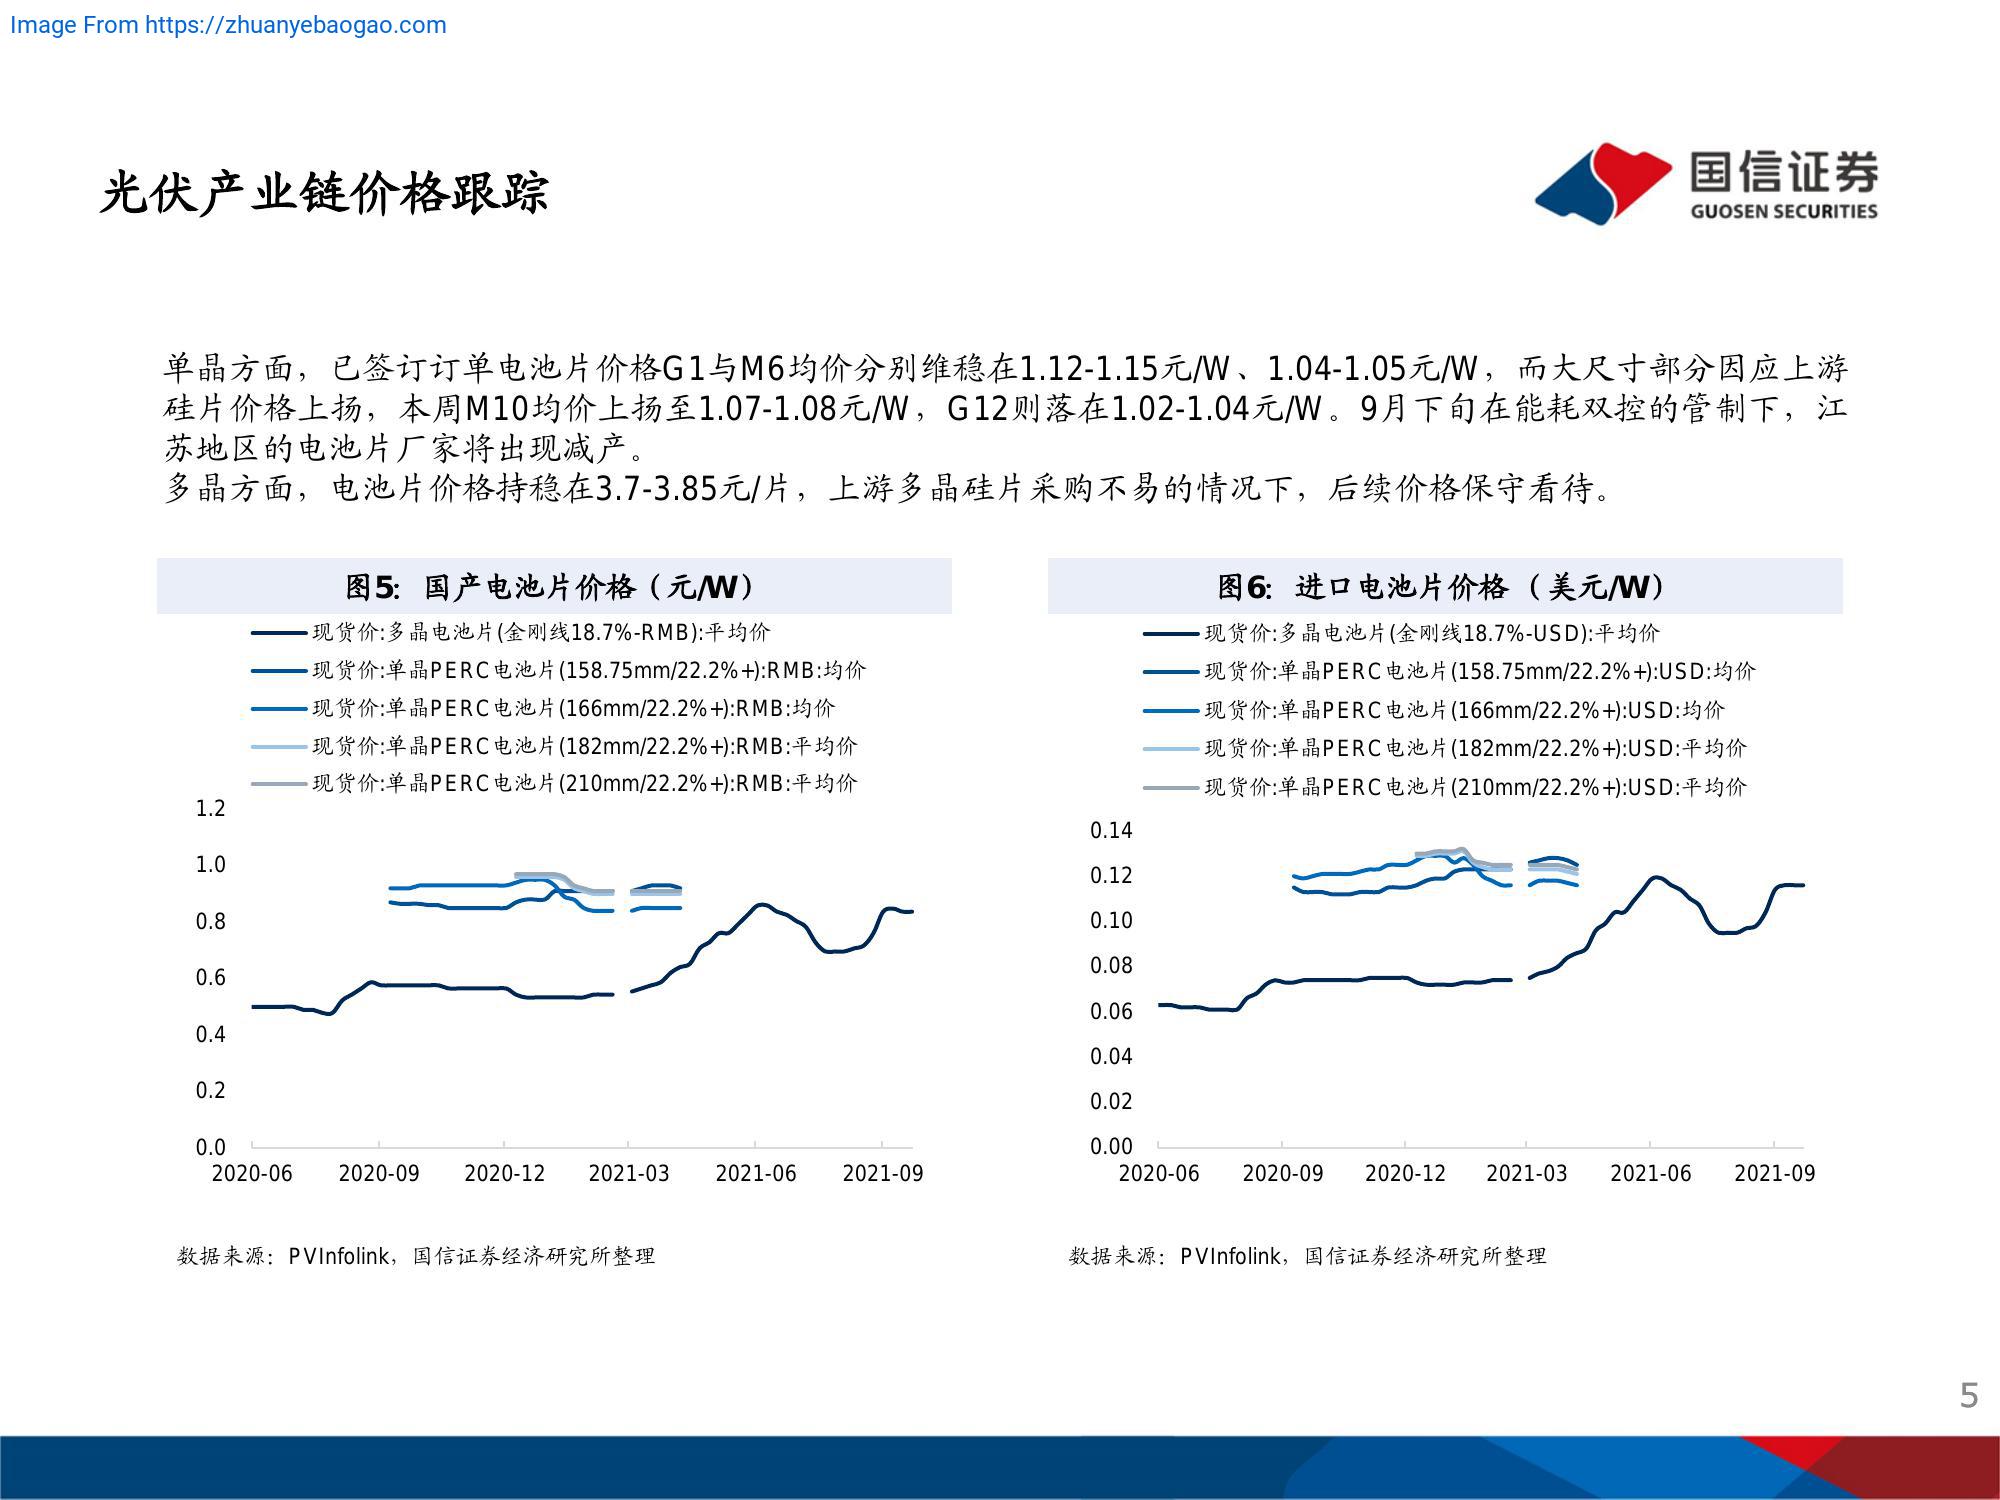 Image From https://zhuanyebaogao.com
光伏产业链价格跟踪
国信证券
GUOSEN SECURITIES
单晶方面，已签订订单电池片价格G1与M6均价分别维稳在1.12-1.15元/W、1.04-1.05元/W，而大尺寸部分因应上游
硅片价格上扬，本周M10均价上扬至1.07-1.08元/W，G12则落在1.02-1.04元/W。9月下旬在能耗双控的管制下，江
苏地区的电池片厂家将出现减产。
多晶方面，电池片价格持稳在3.7-3.85元/片，上游多晶硅片采购不易的情况下，后续价格保守看待。
图5：国产电池片价格（元/W）
现货价:多晶电池片(金刚线18.7%-RMB):平均价
现货价:单晶PERC电池片(158.75mm/22.2%+):RMB:均价
现货价:单晶PERC电池片(166mm/22.2%+):RMB:均价
现货价:单晶PERC电池片(182mm/22.2%+):RMB:平均价
现货价:单晶PERC电池片(210mm/22.2%+):RMB:平均价
1.2
1.0
0.8
0.6
0.4
0.2
0.0
2020-06 2020-09 2020-12 2021-03 2021-06 2021-09
数据来源：PVInfolink，国信证券经济研究所整理
图6：进口电池片价格（美元/W）
现货价:多晶电池片(金刚线18.7%-USD):平均价
现货价:单晶PERC电池片(158.75mm/22.2%+):USD:均价
现货价:单晶PERC电池片(166mm/22.2%+):USD:均价
现货价:单晶PERC电池片(182mm/22.2%+):USD:平均价
现货价:单晶PERC电池片(210mm/22.2%+):USD:平均价
0.14
0.12
0.10
0.08
0.06
0.04
0.02
0.00
2020-06 2020-09 2020-12 2021-03 2021-06 2021-09
数据来源：PVInfolink，国信证券经济研究所整理
5